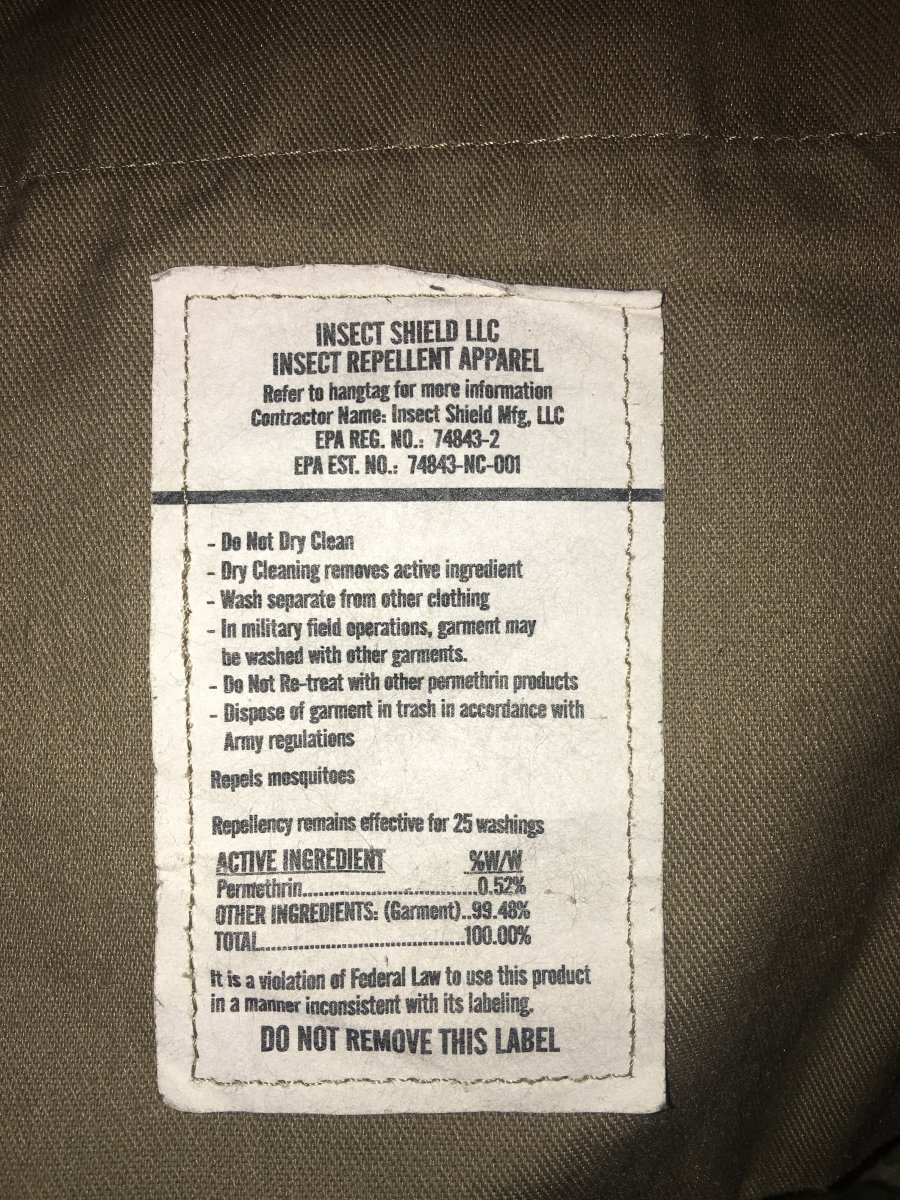 INSECT SHIELD LLC
INSECT REPELLENT APPAREL
Refer to hangtag for more information
Contractor Name: Insect Shield Mfg, LLC
EPA REG. NO.: 74843-2
EPA EST. NO.: 74843-NC-001
- Do Not Dry Clean
- Dry Cleaning removes active ingredient
- Wash separate from other clothing
- In military field operations, garment may
be washed with other garments.
- Do Not Re-treat with other permethrin products
- Dispose of garment in trash in accordance with
Army regulations
Repels mosquitoes
Repellency remains effective for 25 washings
ACTIVE INGREDIENT %W/W
Permethrin..................................0.52%
OTHER INGREDIENTS: (Garment)..99.48%
TOTAL.......................................100.00%
It is a violation of Federal Law to use this product
in a manner inconsistent with its labeling.
DO NOT REMOVE THIS LABEL